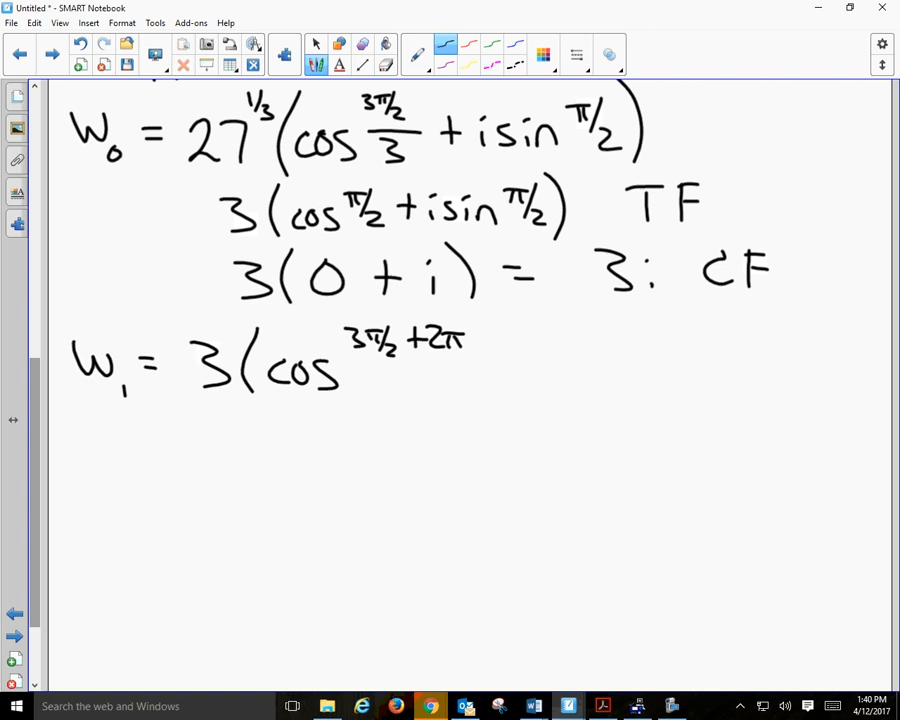 Untitled * - SMART Notebook
File Edit View Insert Format Tools Add-ons Help
W₀ = 27^1/3 (cos (3π/2)/3 + i sin π/2)
3(cos π/2 + i sin π/2) TF
3(0 + i) = 3i CF
W₁ = 3(cos 3π/2 + 2π
Search the web and Windows
1:40 PM
4/12/2017